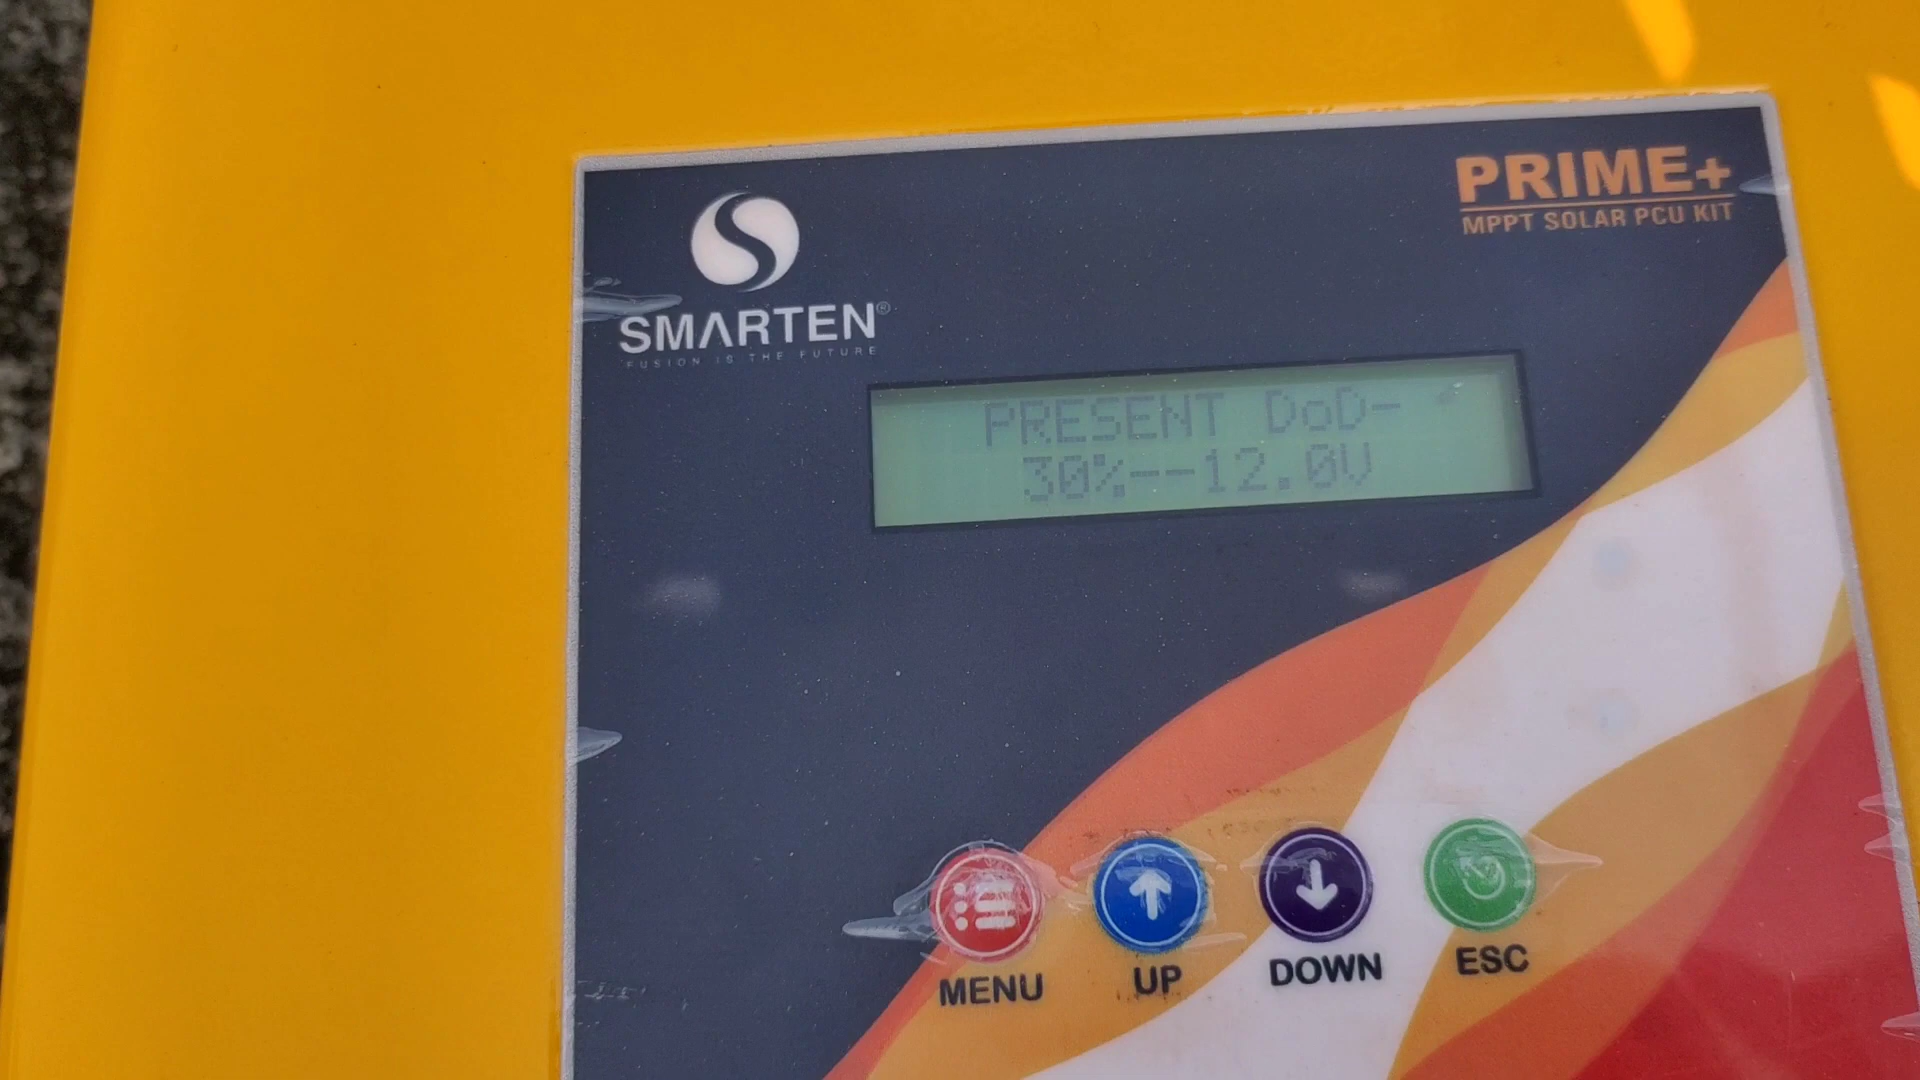 PRIME+
MPPT SOLAR PCU KIT
SMARTEN®
FUSION IS THE FUTURE
PRESENT DoD-
30%--12.0V
MENU
UP
DOWN
ESC